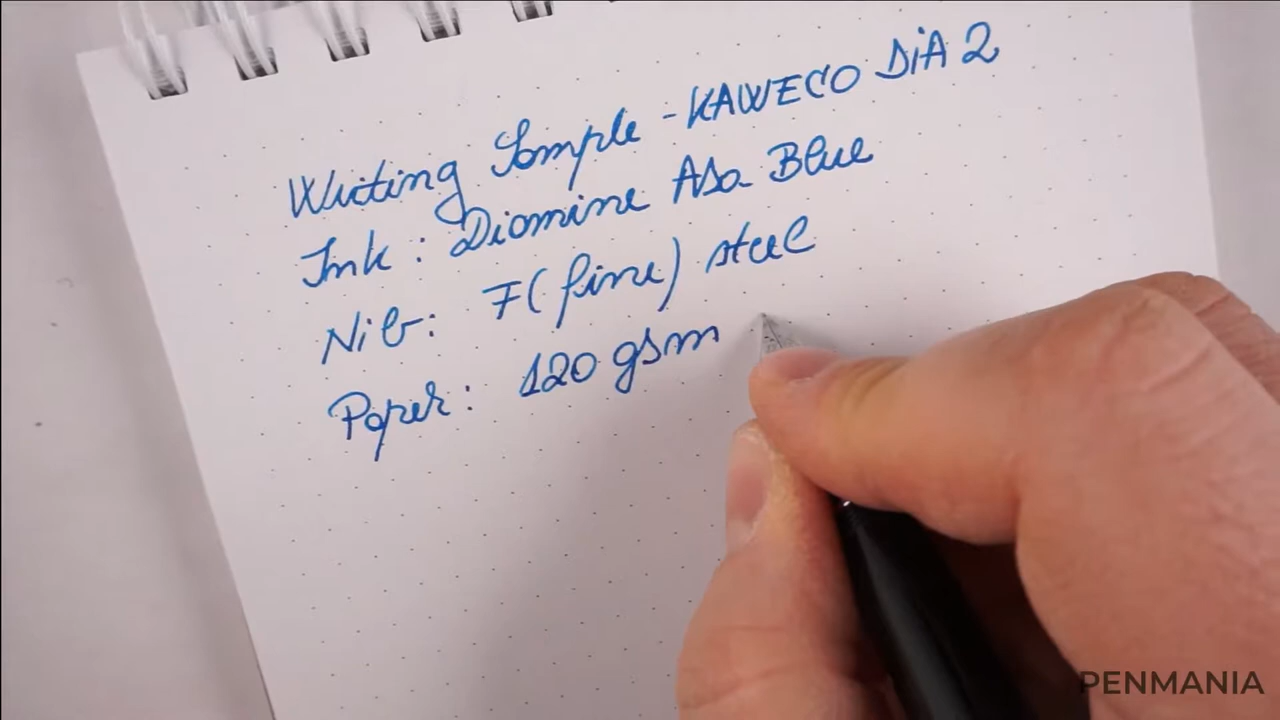 Writing Sample - KAWECO DIA 2
Ink: Diamine Asa Blue
Nib: F (fine) steel
Paper: 120 gsm
PENMANIA